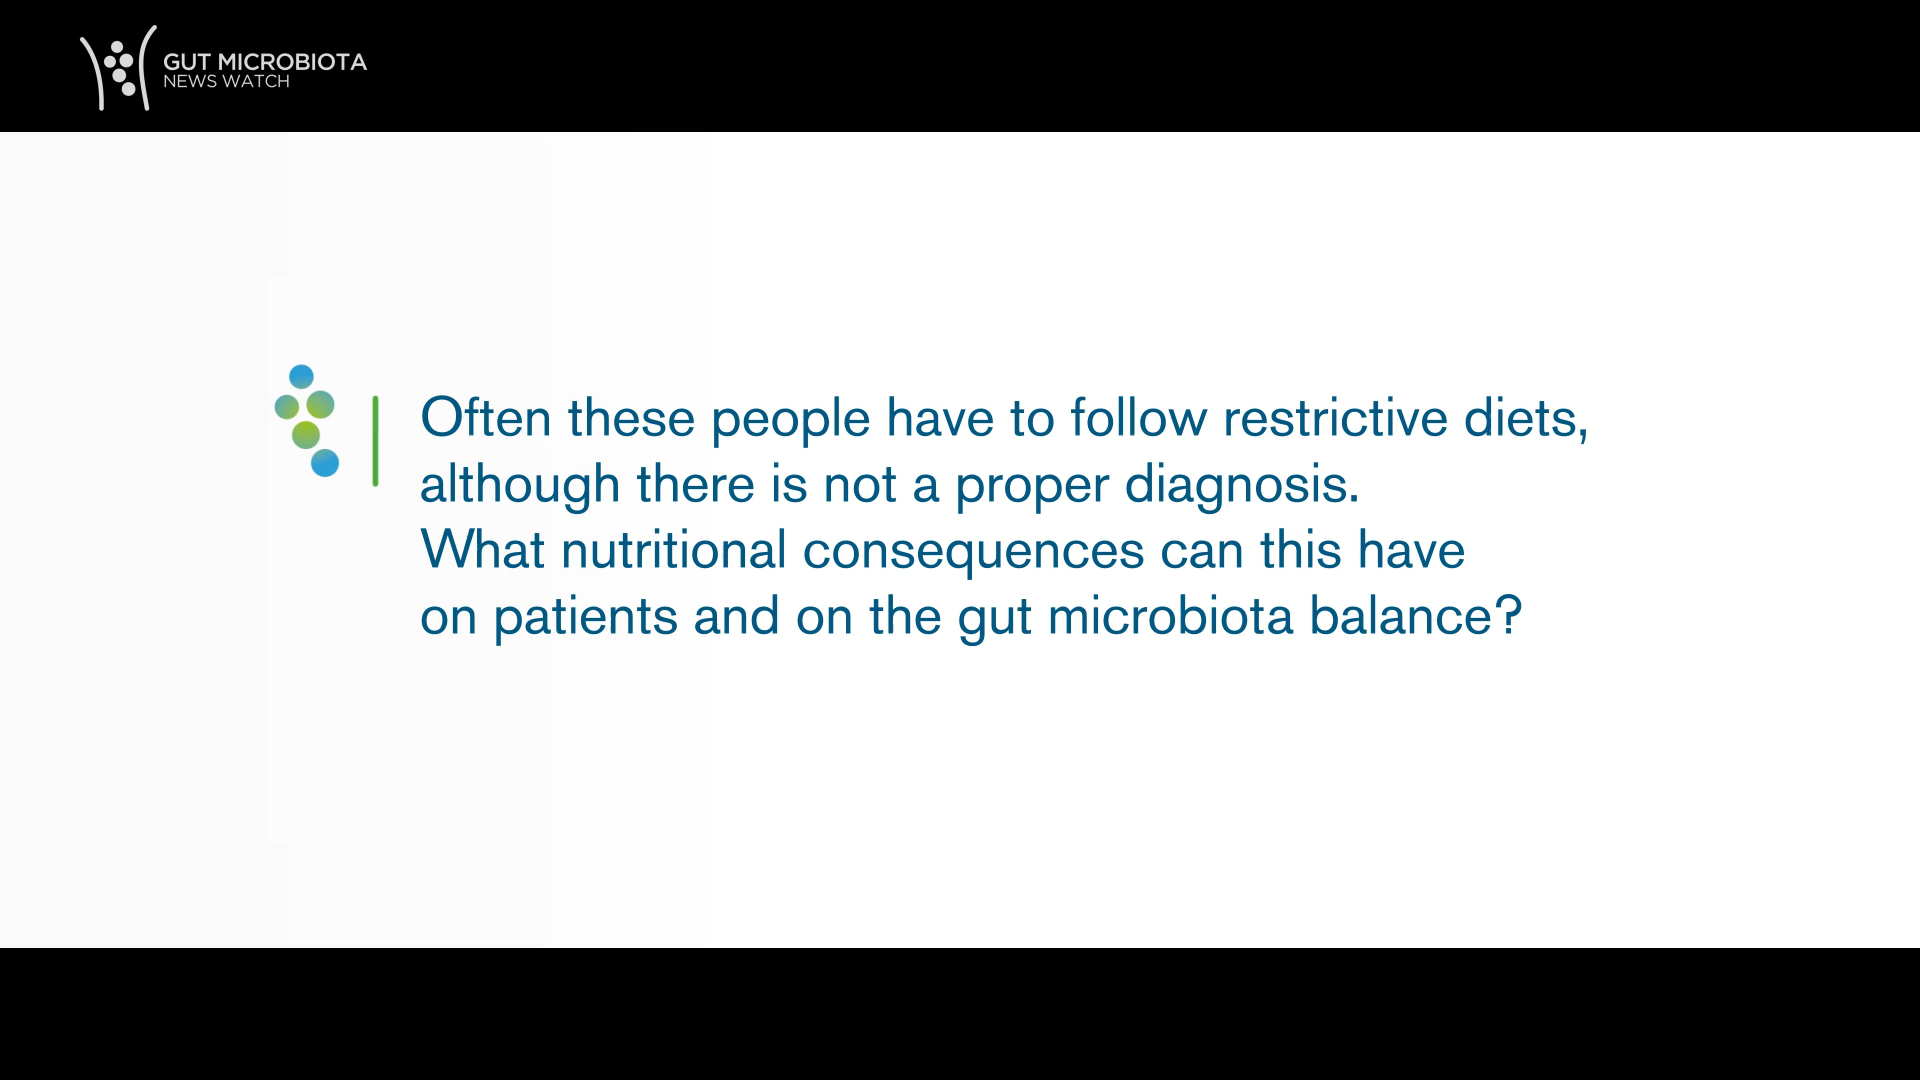 GUT MICROBIOTA
NEWS WATCH
Often these people have to follow restrictive diets,
although there is not a proper diagnosis.
What nutritional consequences can this have
on patients and on the gut microbiota balance?